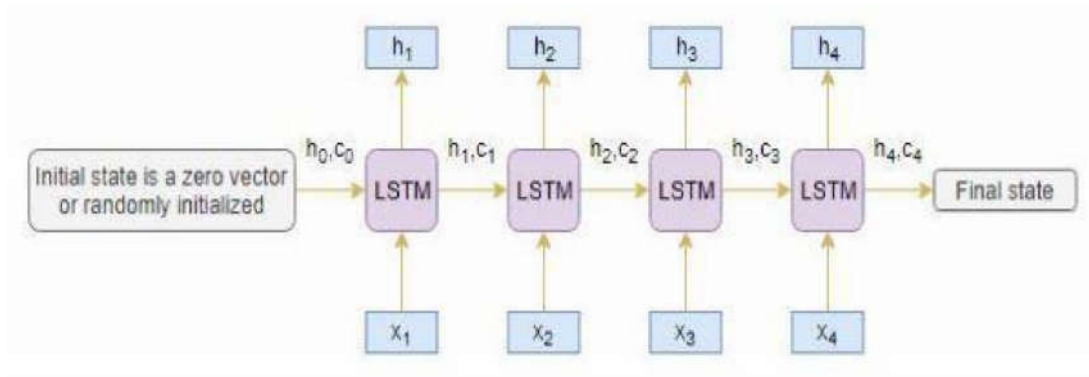 h₁
h₂
h₃
h₄
h₀,c₀
h₁,c₁
h₂,c₂
h₃,c₃
h₄,c₄
Initial state is a zero vector
or randomly initialized
LSTM
LSTM
LSTM
LSTM
Final state
x₁
x₂
x₃
x₄